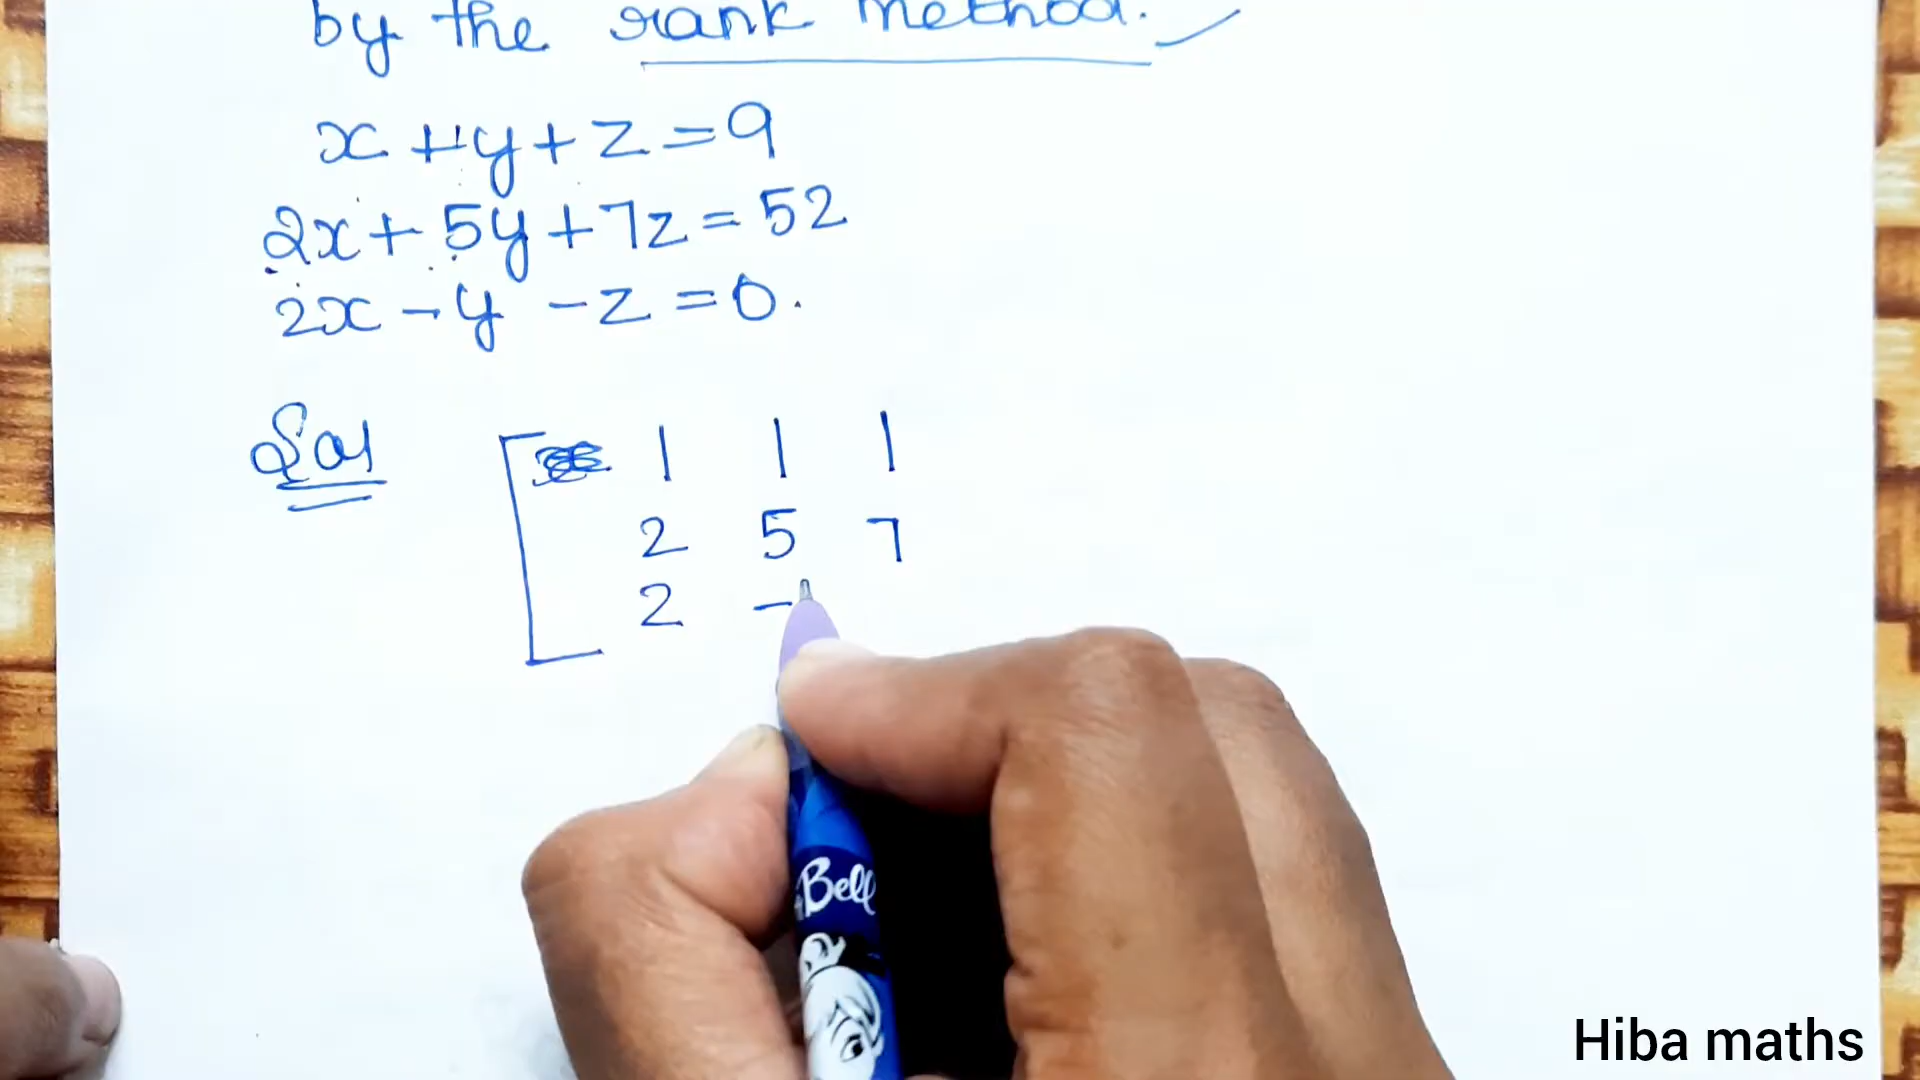 by the rank method.
x + y + z = 9
2x + 5y + 7z = 52
2x - y - z = 0.
Sol
1 1 1
2 5 7
2 -
Bell
Hiba maths